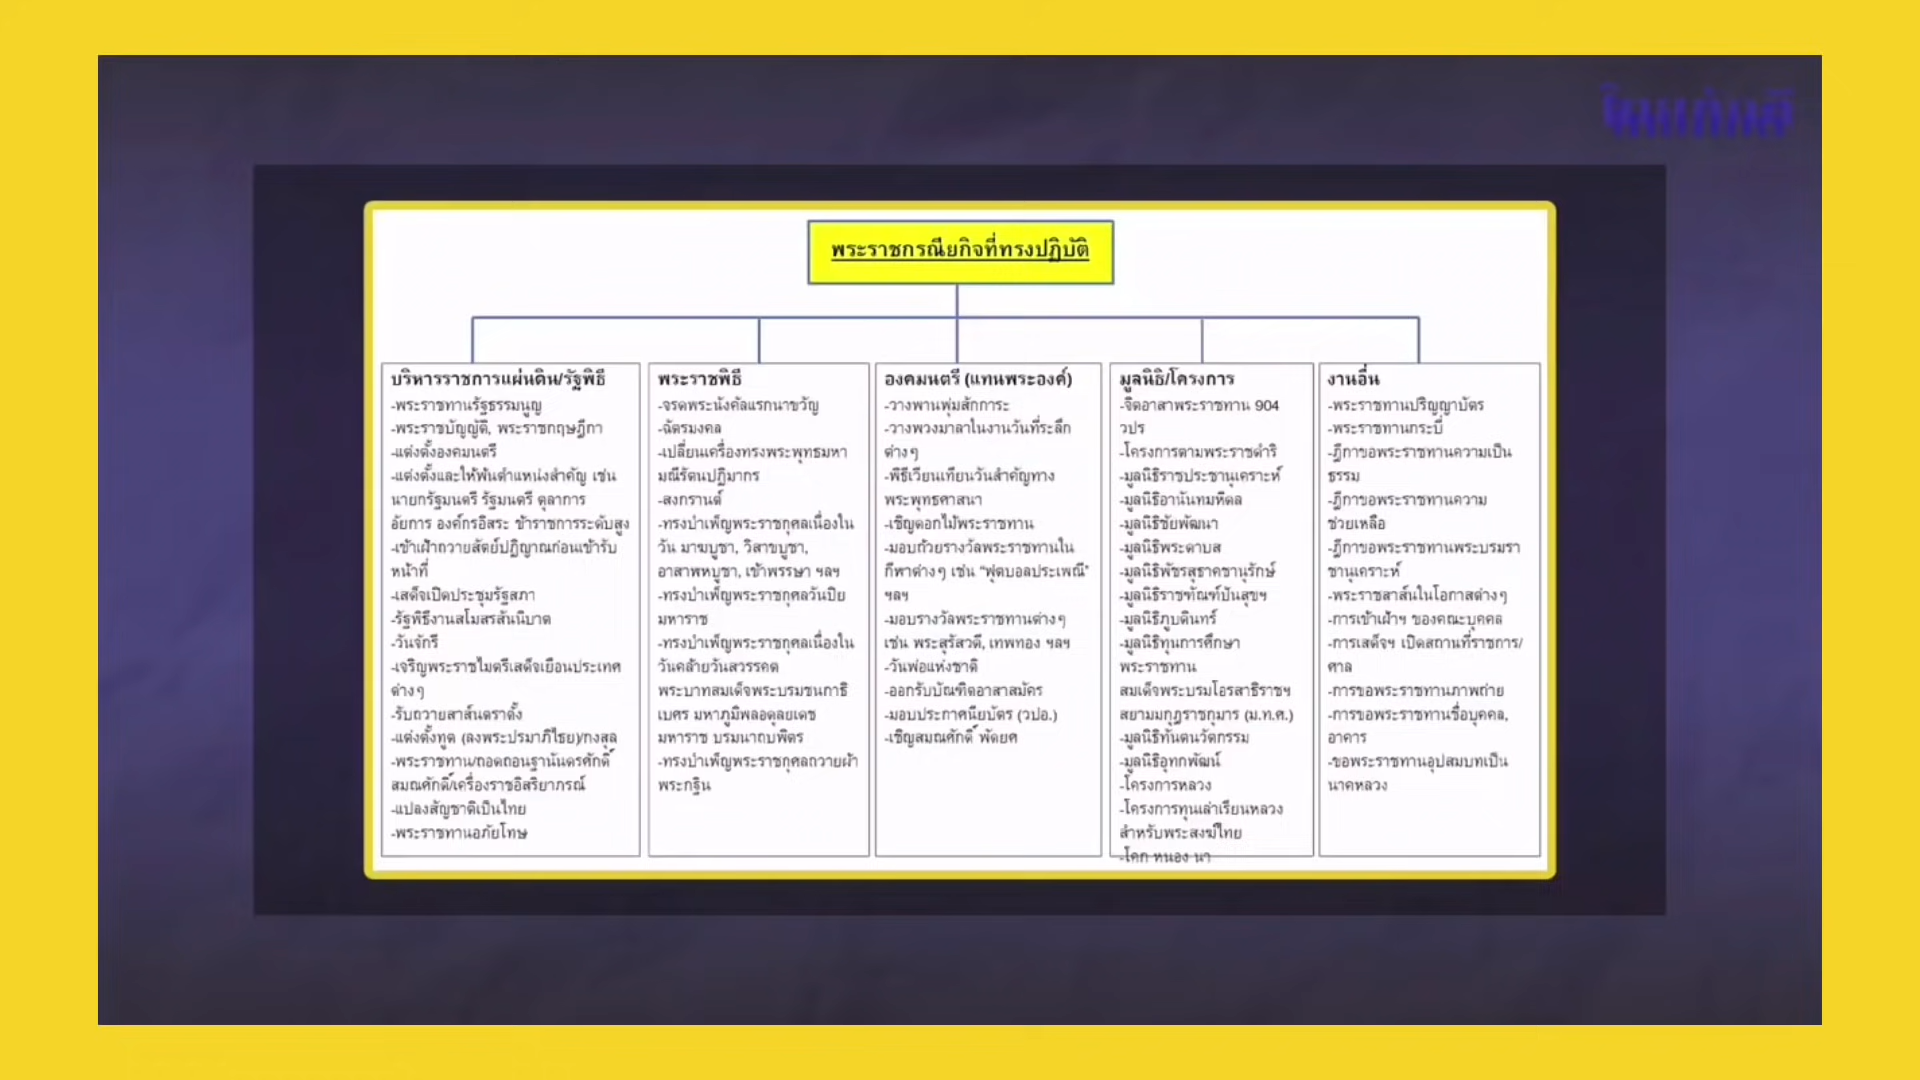 พระราชกรณียกิจที่ทรงปฏิบัติ
บริหารราชการแผ่นดิน/รัฐพิธี
-พระราชทานรัฐธรรมนูญ
-พระราชบัญญัติ, พระราชกฤษฎีกา
-แต่งตั้งองคมนตรี
-แต่งตั้งและให้พ้นตำแหน่งสำคัญ เช่น
นายกรัฐมนตรี รัฐมนตรี ตุลาการ
อัยการ องค์กรอิสระ ข้าราชการระดับสูง
-เข้าเฝ้าถวายสัตย์ปฏิญาณก่อนเข้ารับ
หน้าที่
-เสด็จเปิดประชุมรัฐสภา
-รัฐพิธีงานสโมสรสันนิบาต
-วันจักรี
-เจริญพระราชไมตรีเสด็จเยือนประเทศ
ต่างๆ
-รับถวายสาส์นตราตั้ง
-แต่งตั้งทูต (ลงพระปรมาภิไธย)/กงสุล
-พระราชทาน/ถอดถอนฐานันดรศักดิ์
สมณศักดิ์/เครื่องราชอิสริยาภรณ์
-แปลงสัญชาติเป็นไทย
-พระราชทานอภัยโทษ
พระราชพิธี
-จรดพระนังคัลแรกนาขวัญ
-ฉัตรมงคล
-เปลี่ยนเครื่องทรงพระพุทธมหา
มณีรัตนปฏิมากร
-สงกรานต์
-ทรงบำเพ็ญพระราชกุศลเนื่องใน
วัน มาฆบูชา, วิสาขบูชา,
อาสาฬหบูชา, เข้าพรรษา ฯลฯ
-ทรงบำเพ็ญพระราชกุศลวันปิย
มหาราช
-ทรงบำเพ็ญพระราชกุศลเนื่องใน
วันคล้ายวันสวรรคต
พระบาทสมเด็จพระบรมชนกาธิ
เบศร มหาภูมิพลอดุลยเดช
มหาราช บรมนาถบพิตร
-ทรงบำเพ็ญพระราชกุศลถวายผ้า
พระกฐิน
องคมนตรี (แทนพระองค์)
-วางพานพุ่มสักการะ
-วางพวงมาลาในงานวันที่ระลึก
ต่างๆ
-พิธีเวียนเทียนวันสำคัญทาง
พระพุทธศาสนา
-เชิญดอกไม้พระราชทาน
-มอบถ้วยรางวัลพระราชทานใน
กีฬาต่างๆ เช่น “ฟุตบอลประเพณี”
ฯลฯ
-มอบรางวัลพระราชทานต่างๆ
เช่น พระสุรัสวดี, เทพทอง ฯลฯ
-วันพ่อแห่งชาติ
-ออกรับบัณฑิตอาสาสมัคร
-มอบประกาศนียบัตร (วปอ.)
-เชิญสมณศักดิ์ พัดยศ
มูลนิธิ/โครงการ
-จิตอาสาพระราชทาน 904
วปร
-โครงการตามพระราชดำริ
-มูลนิธิราชประชานุเคราะห์
-มูลนิธิอานันทมหิดล
-มูลนิธิชัยพัฒนา
-มูลนิธิพระดาบส
-มูลนิธิพัชรสุธาคชานุรักษ์
-มูลนิธิราชทัณฑ์ปันสุขฯ
-มูลนิธิภูบดินทร์
-มูลนิธิทุนการศึกษา
พระราชทาน
สมเด็จพระบรมโอรสาธิราชฯ
สยามมกุฎราชกุมาร (ม.ท.ศ.)
-มูลนิธิทันตนวัตกรรม
-มูลนิธิอุทกพัฒน์
-โครงการหลวง
-โครงการทุนเล่าเรียนหลวง
สำหรับพระสงฆ์ไทย
-โคก หนอง นา
งานอื่น
-พระราชทานปริญญาบัตร
-พระราชทานกระบี่
-ฎีกาขอพระราชทานความเป็น
ธรรม
-ฎีกาขอพระราชทานความ
ช่วยเหลือ
-ฎีกาขอพระราชทานพระบรมรา
ชานุเคราะห์
-พระราชสาส์นในโอกาสต่างๆ
-การเข้าเฝ้าฯ ของคณะบุคคล
-การเสด็จฯ เปิดสถานที่ราชการ/
ศาล
-การขอพระราชทานภาพถ่าย
-การขอพระราชทานชื่อบุคคล,
อาคาร
-ขอพระราชทานอุปสมบทเป็น
นาคหลวง